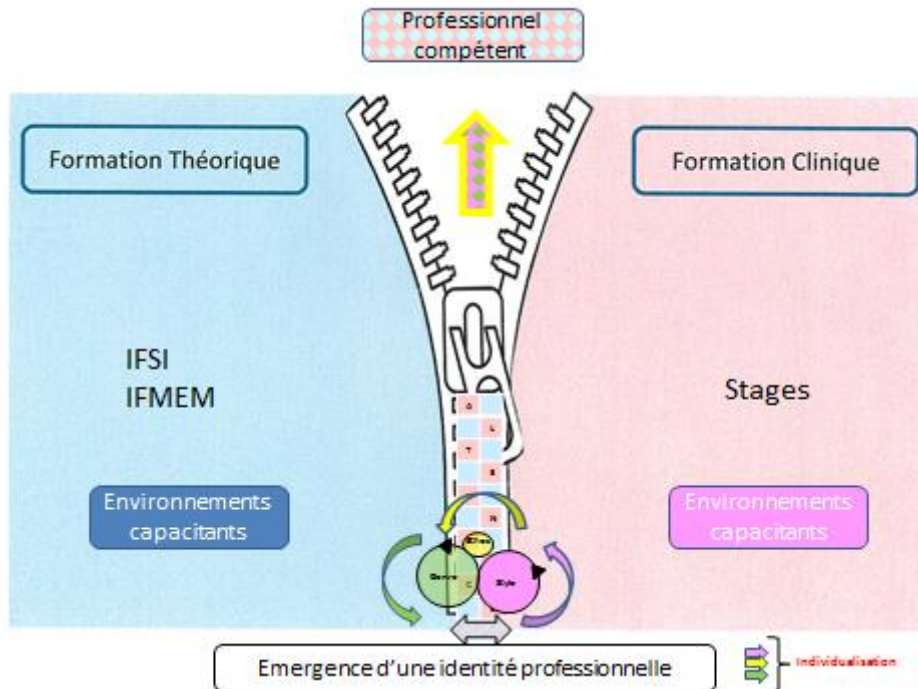 Professionnel
compétent
Formation Théorique
Formation Clinique
IFSI
IFMEM
Stages
Environnements
capacitants
Environnements
capacitants
Style
Emergence d'une identité professionnelle
Individualisation